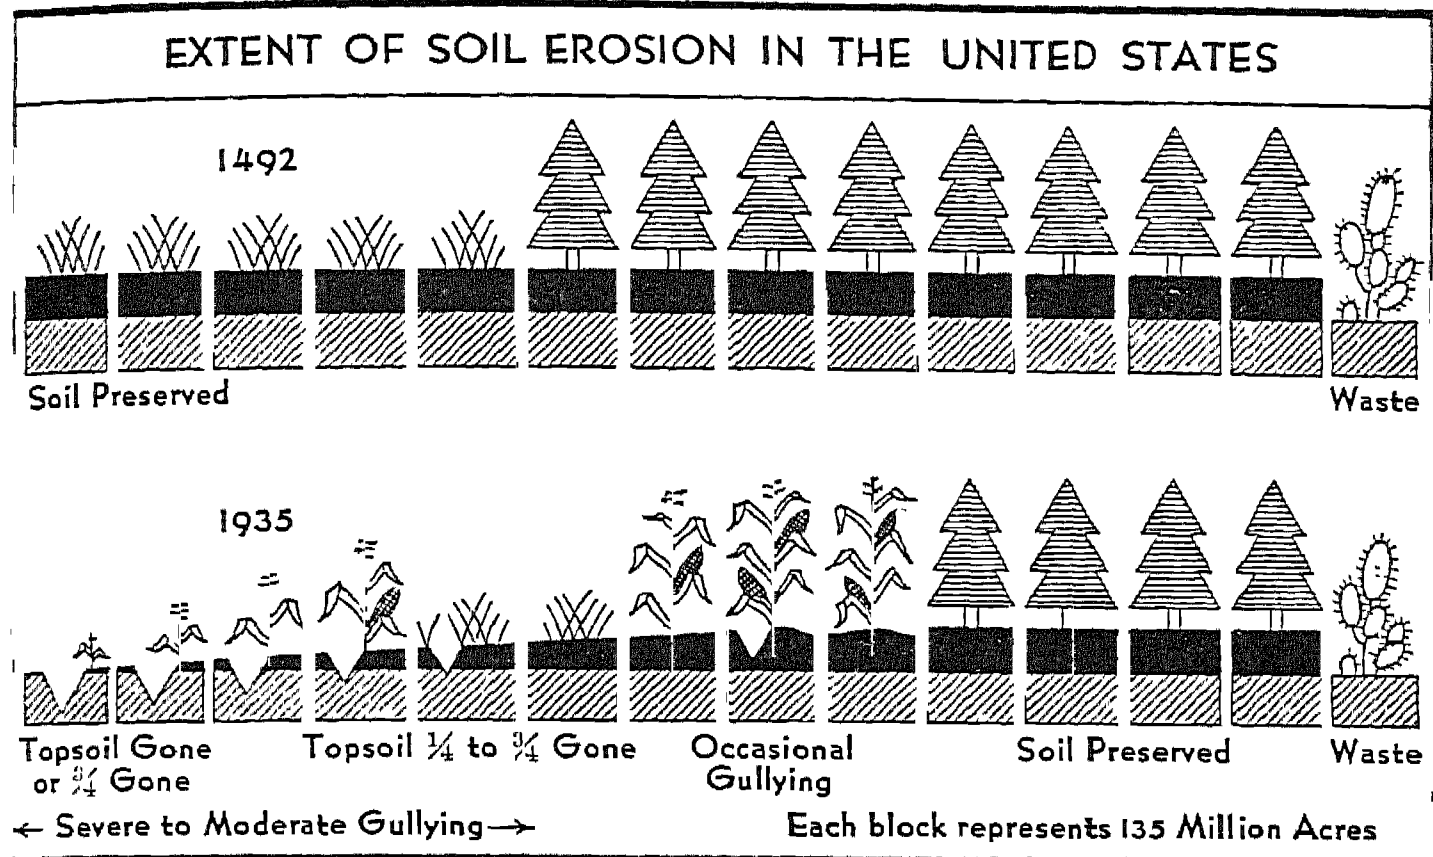 EXTENT OF SOIL EROSION IN THE UNITED STATES
1492
Soil Preserved
Waste
1935
Topsoil Gone
or ¾ Gone
Topsoil ¼ to ¾ Gone
Occasional
Gullying
Soil Preserved
Waste
← Severe to Moderate Gullying →
Each block represents 135 Million Acres